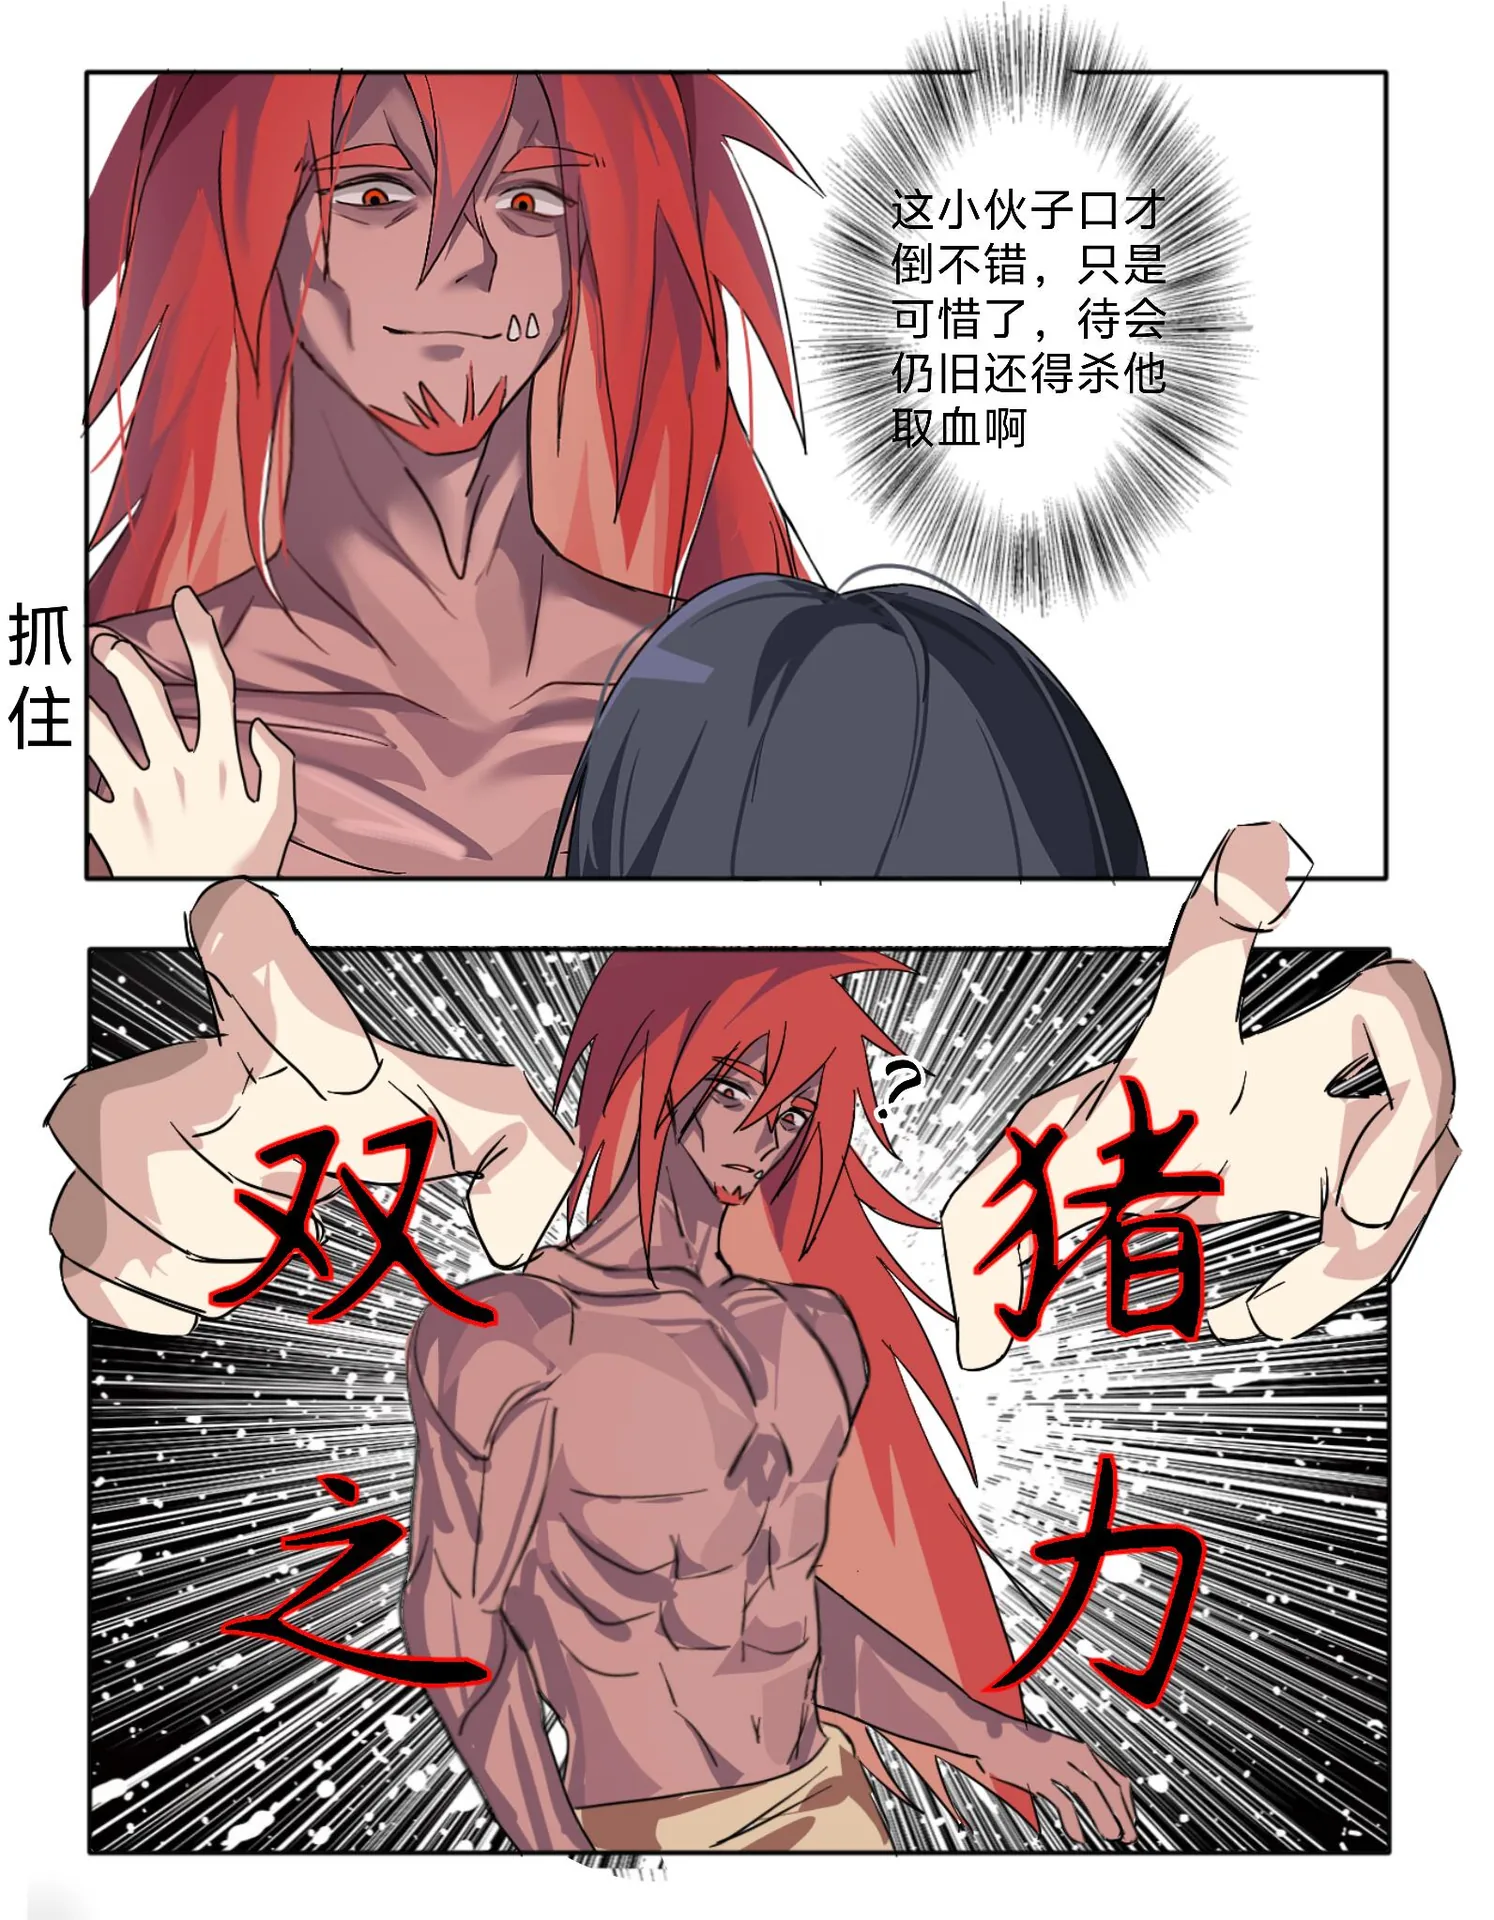 这小伙子口才
倒不错，只是
可惜了，待会
仍旧还得杀他
取血啊
抓
住
?
双猪
之力